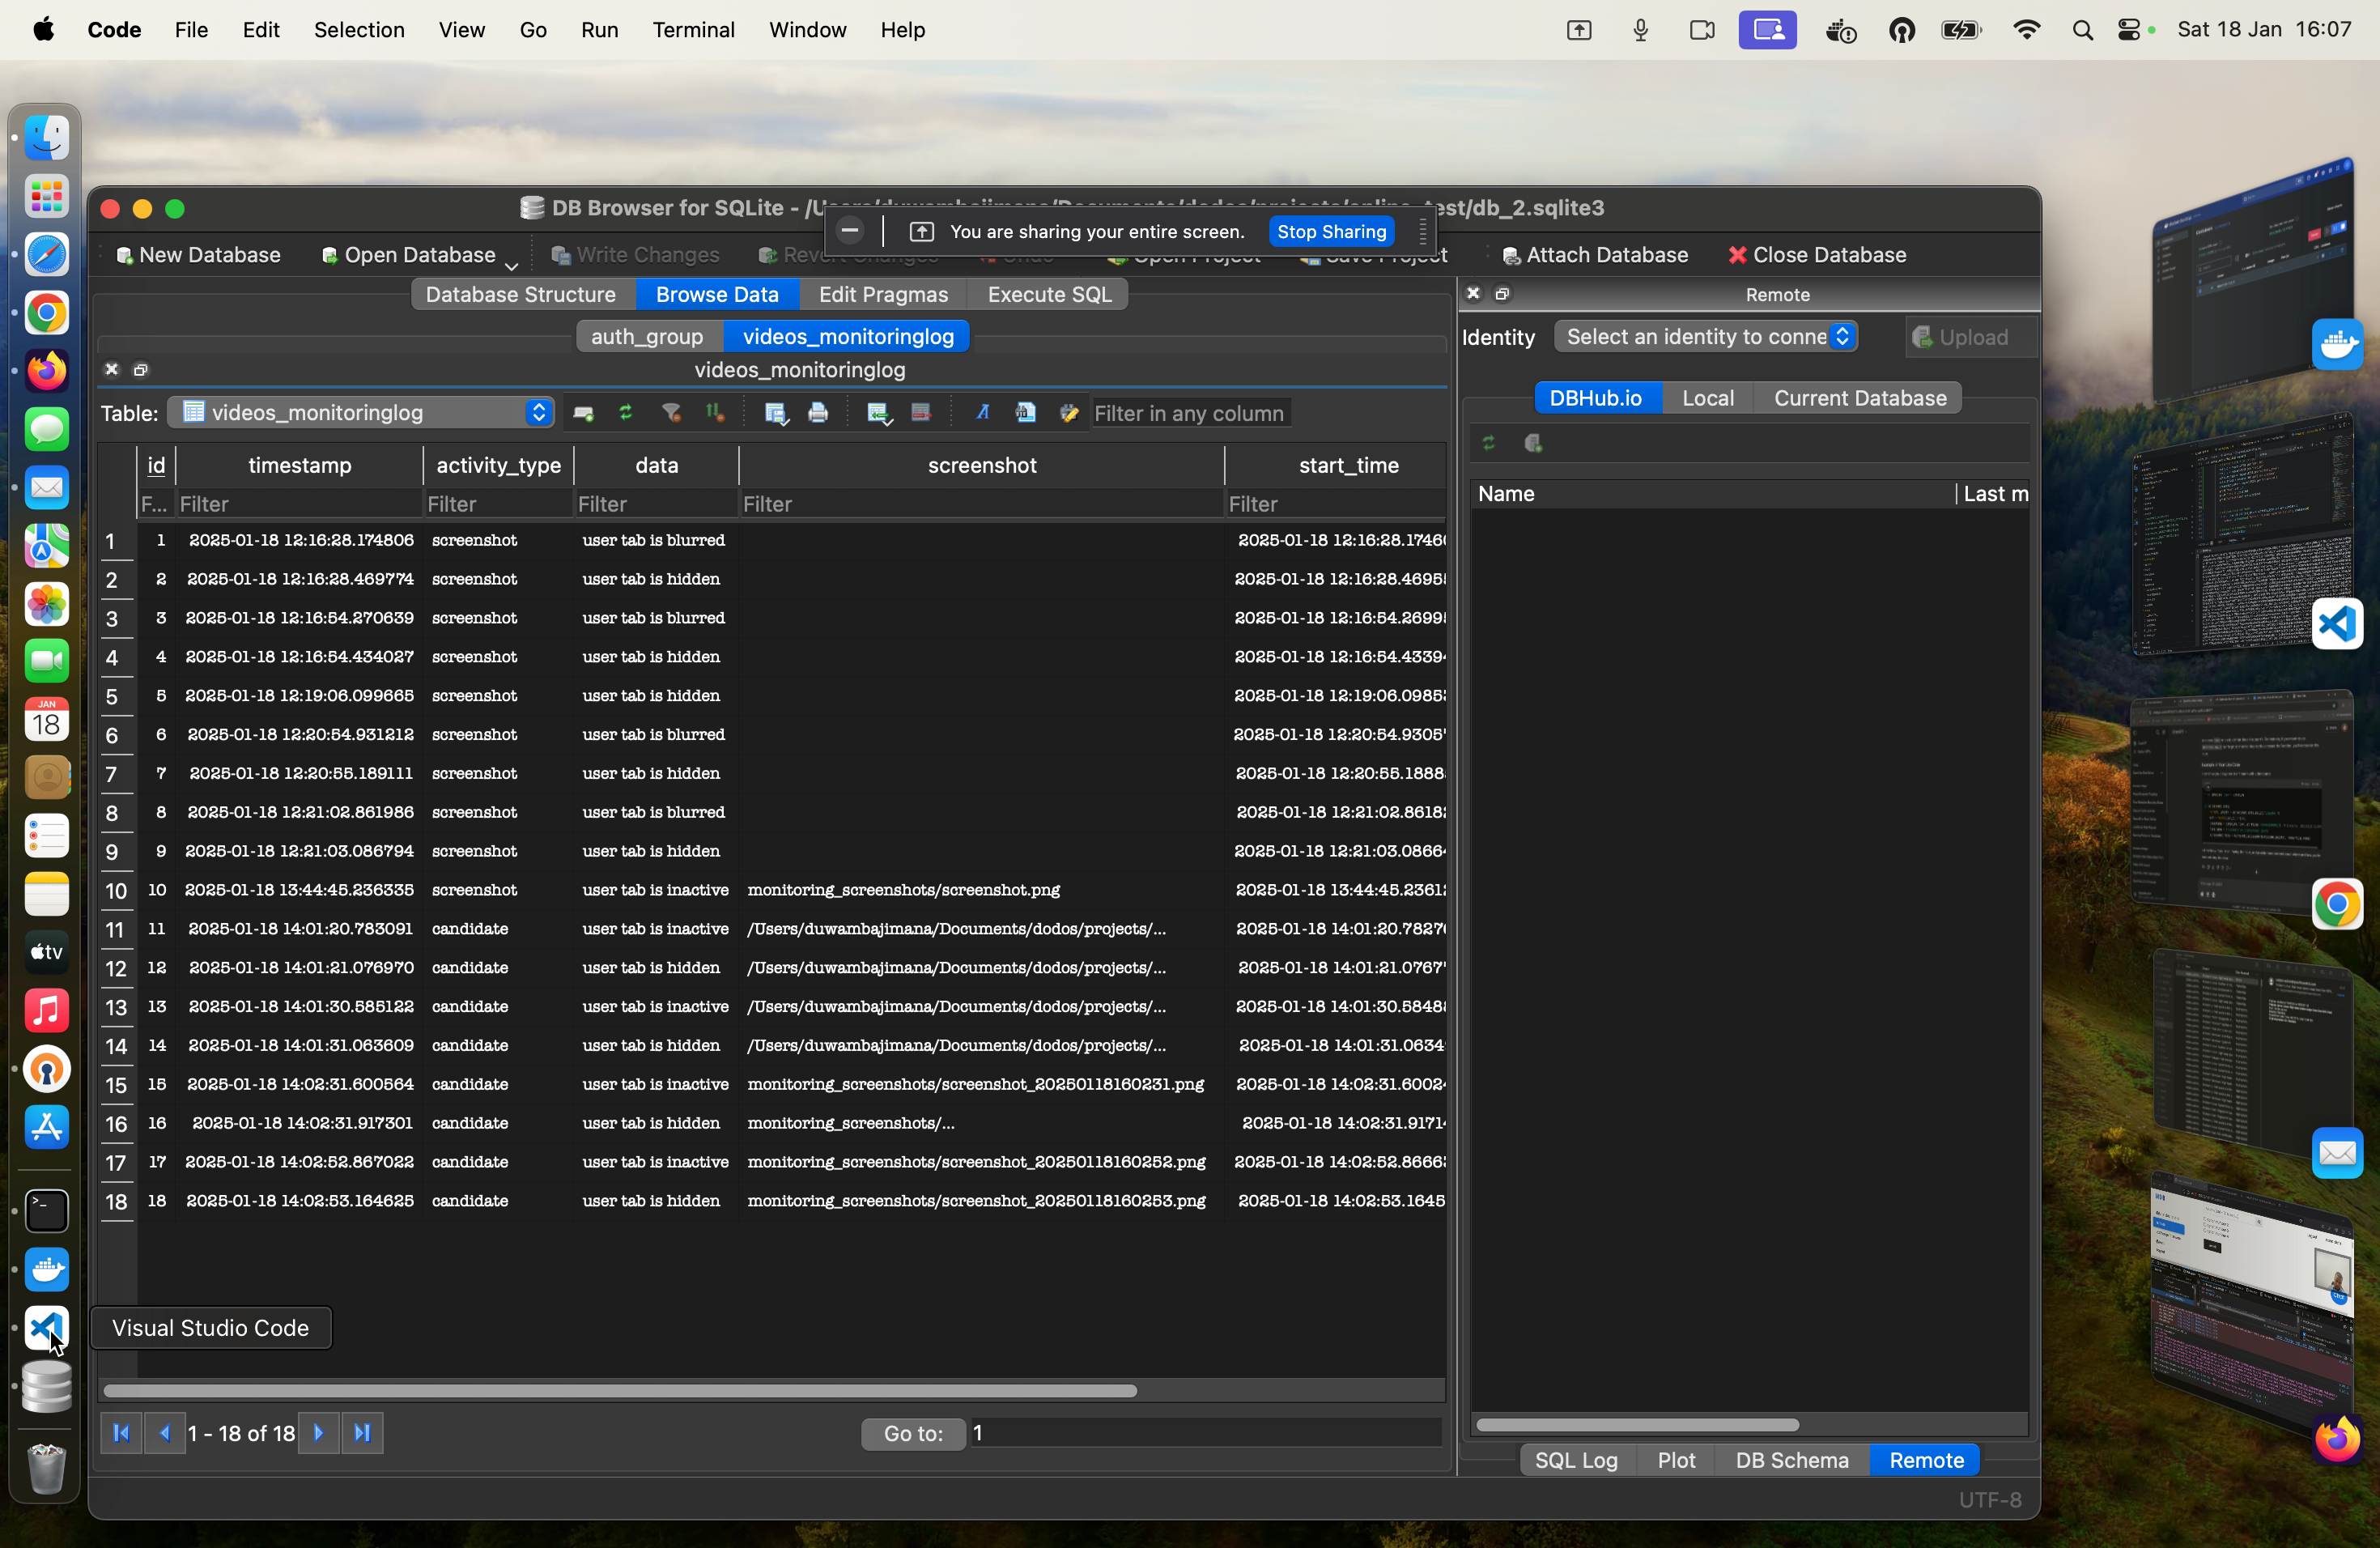 Code File Edit Selection View Go Run Terminal Window Help Sat 18 Jan 16:07
DB Browser for SQLite - st/db_2.sqlite3
You are sharing your entire screen. Stop Sharing
New Database Open Database Write Changes Attach Database Close Database
Database Structure Browse Data Edit Pragmas Execute SQL
Remote
auth_group videos_monitoringlog
Identity Select an identity to conne Upload
videos_monitoringlog
DBHub.io Local Current Database
Table: videos_monitoringlog Filter in any column
id timestamp activity_type data screenshot start_time
Name Last m
F... Filter Filter Filter Filter Filter
1 1 2025-01-18 12:16:28.174806 screenshot user tab is blurred 2025-01-18 12:16:28.1746
2 2 2025-01-18 12:16:28.469774 screenshot user tab is hidden 2025-01-18 12:16:28.4695
3 3 2025-01-18 12:16:54.270639 screenshot user tab is blurred 2025-01-18 12:16:54.2699
4 4 2025-01-18 12:16:54.434027 screenshot user tab is hidden 2025-01-18 12:16:54.4339
5 5 2025-01-18 12:19:06.099665 screenshot user tab is hidden 2025-01-18 12:19:06.0985
6 6 2025-01-18 12:20:54.931212 screenshot user tab is blurred 2025-01-18 12:20:54.9305
7 7 2025-01-18 12:20:55.189111 screenshot user tab is hidden 2025-01-18 12:20:55.1888
8 8 2025-01-18 12:21:02.861986 screenshot user tab is blurred 2025-01-18 12:21:02.8618
9 9 2025-01-18 12:21:03.086794 screenshot user tab is hidden 2025-01-18 12:21:03.0866
10 10 2025-01-18 13:44:45.236335 screenshot user tab is inactive monitoring_screenshots/screenshot.png 2025-01-18 13:44:45.2361
11 11 2025-01-18 14:01:20.783091 candidate user tab is inactive /Users/duwambajimana/Documents/dodos/projects/... 2025-01-18 14:01:20.7827
12 12 2025-01-18 14:01:21.076970 candidate user tab is hidden /Users/duwambajimana/Documents/dodos/projects/... 2025-01-18 14:01:21.0767
13 13 2025-01-18 14:01:30.585122 candidate user tab is inactive /Users/duwambajimana/Documents/dodos/projects/... 2025-01-18 14:01:30.5848
14 14 2025-01-18 14:01:31.063609 candidate user tab is hidden /Users/duwambajimana/Documents/dodos/projects/... 2025-01-18 14:01:31.0634
15 15 2025-01-18 14:02:31.600564 candidate user tab is inactive monitoring_screenshots/screenshot_20250118160231.png 2025-01-18 14:02:31.6002
16 16 2025-01-18 14:02:31.917301 candidate user tab is hidden monitoring_screenshots/... 2025-01-18 14:02:31.9171
17 17 2025-01-18 14:02:52.867022 candidate user tab is inactive monitoring_screenshots/screenshot_20250118160252.png 2025-01-18 14:02:52.8666
18 18 2025-01-18 14:02:53.164625 candidate user tab is hidden monitoring_screenshots/screenshot_20250118160253.png 2025-01-18 14:02:53.1645
JAN
18
tv
Visual Studio Code
1 - 18 of 18 Go to: 1
SQL Log Plot DB Schema Remote
UTF-8